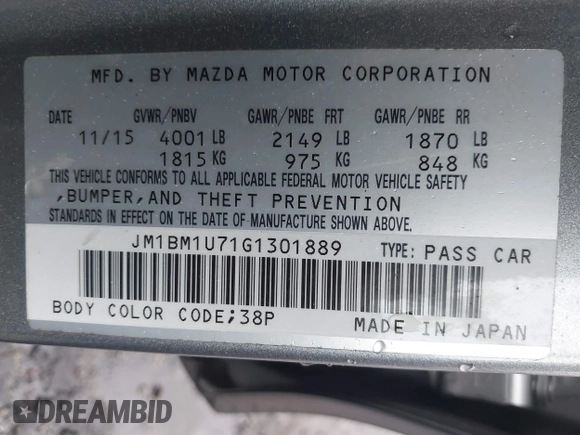 MFD. BY MAZDA MOTOR CORPORATION
DATE GVWR/PNBV GAWR/PNBE FRT GAWR/PNBE RR
11/15 4001 LB 2149 LB 1870 LB
1815 KG 975 KG 848 KG
THIS VEHICLE CONFORMS TO ALL APPLICABLE FEDERAL MOTOR VEHICLE SAFETY
,BUMPER,AND THEFT PREVENTION
STANDARDS IN EFFECT ON THE DATE OF MANUFACTURE SHOWN ABOVE.
JM1BM1U71G1301889 TYPE: PASS CAR
BODY COLOR CODE;38P MADE IN JAPAN
DREAMBID